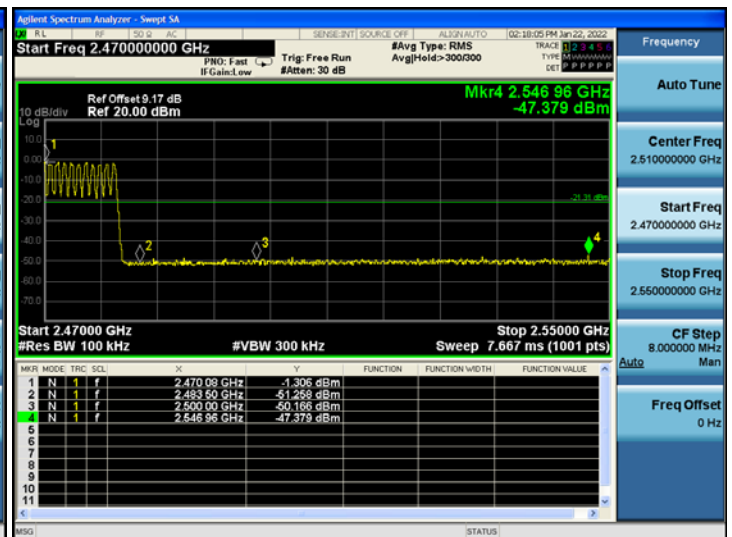 Agilent Spectrum Analyzer - Swept SA
RL RF 50 Ω AC SENSE:INT SOURCE OFF ALIGN AUTO 02:18:05 PM Jan 22, 2022
Start Freq 2.470000000 GHz
#Avg Type: RMS
TRACE 1 2 3 4 5 6
PNO: Fast
Trig: Free Run
Avg|Hold:>300/300
TYPE
IFGain:Low
#Atten: 30 dB
DET P P P P P P
Mkr4 2.546 96 GHz
-47.379 dBm
Ref Offset 9.17 dB
10 dB/div Ref 20.00 dBm
Log
10.0
0.00
-10.0
-20.0
-30.0
-40.0
-50.0
-60.0
-70.0
1
2
3
4
-21.31 dBm
Start 2.47000 GHz Stop 2.55000 GHz
#Res BW 100 kHz #VBW 300 kHz Sweep 7.667 ms (1001 pts)
MKR MODE TRC SCL X Y FUNCTION FUNCTION WIDTH FUNCTION VALUE
1 N 1 f 2.470 08 GHz -1.306 dBm
2 N 1 f 2.483 50 GHz -51.258 dBm
3 N 1 f 2.500 00 GHz -50.166 dBm
4 N 1 f 2.546 96 GHz -47.379 dBm
5
6
7
8
9
10
11
MSG STATUS
Frequency
Auto Tune
Center Freq
2.510000000 GHz
Start Freq
2.470000000 GHz
Stop Freq
2.550000000 GHz
CF Step
8.000000 MHz
Auto Man
Freq Offset
0 Hz